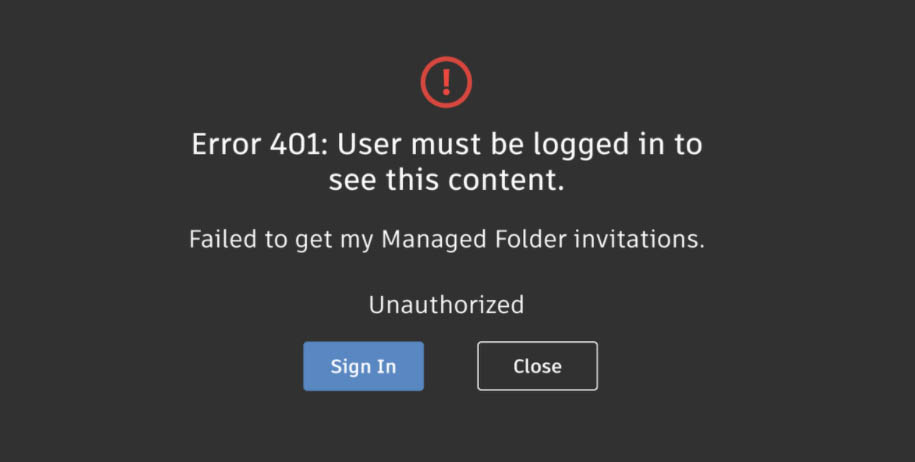 Error 401: User must be logged in to
see this content.
Failed to get my Managed Folder invitations.
Unauthorized
Sign In
Close